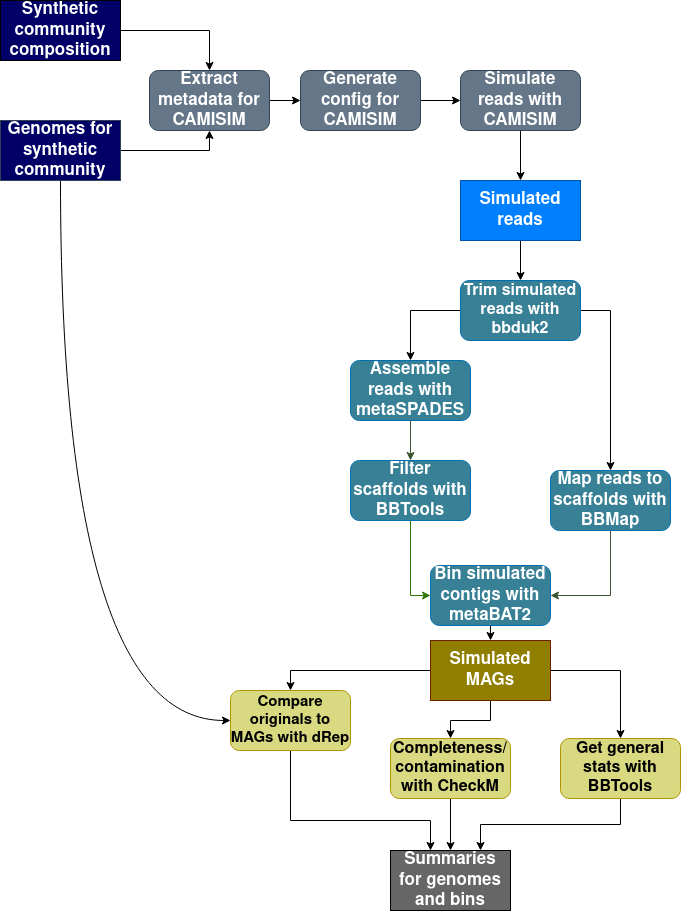 Synthetic
community
composition
Extract
metadata for
CAMISIM
Generate
config for
CAMISIM
Simulate
reads with
CAMISIM
Genomes for
synthetic
community
Simulated
reads
Trim simulated
reads with
bbduk2
Assemble
reads with
metaSPADES
Filter
scaffolds with
BBTools
Map reads to
scaffolds with
BBMap
Bin simulated
contigs with
metaBAT2
Simulated
MAGs
Compare
originals to
MAGs with dRep
Completeness/
contamination
with CheckM
Get general
stats with
BBTools
Summaries
for genomes
and bins